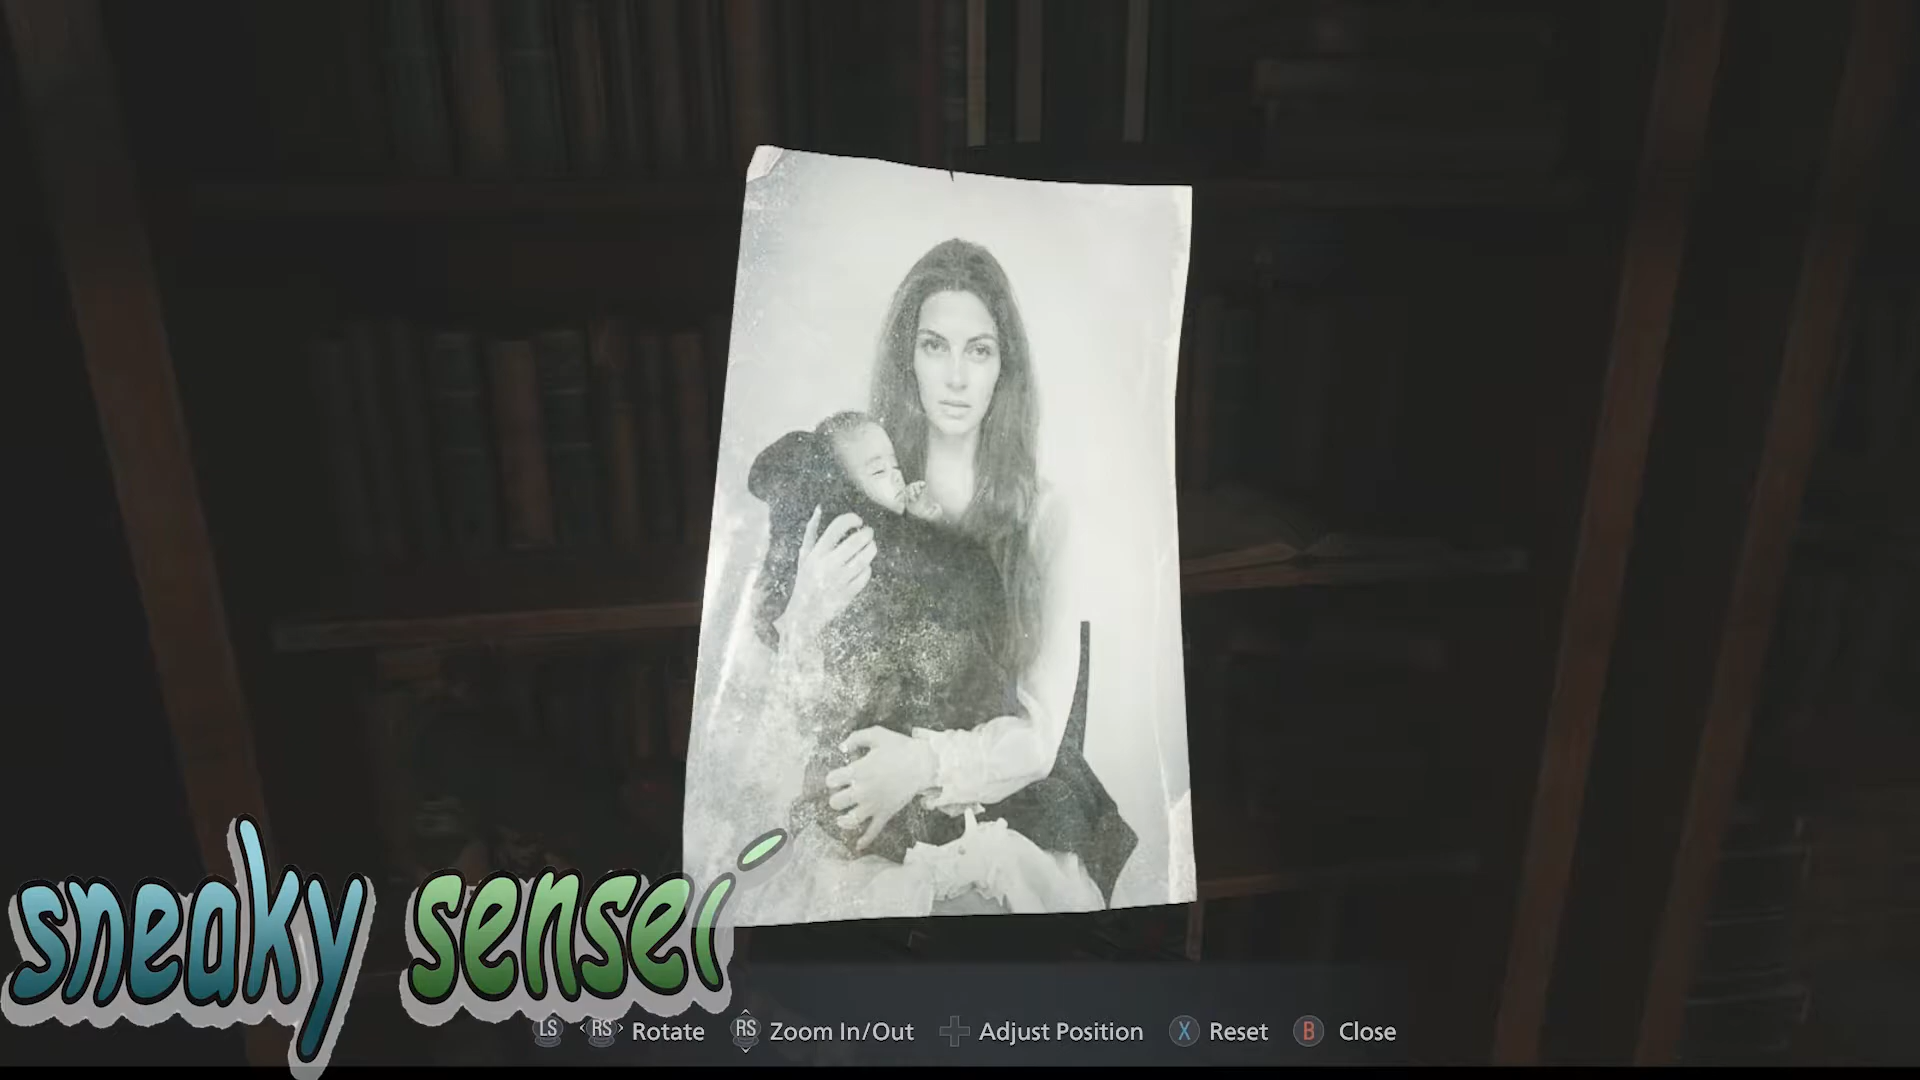 sneaky sensei
LS RS Rotate RS Zoom In/Out Adjust Position X Reset B Close